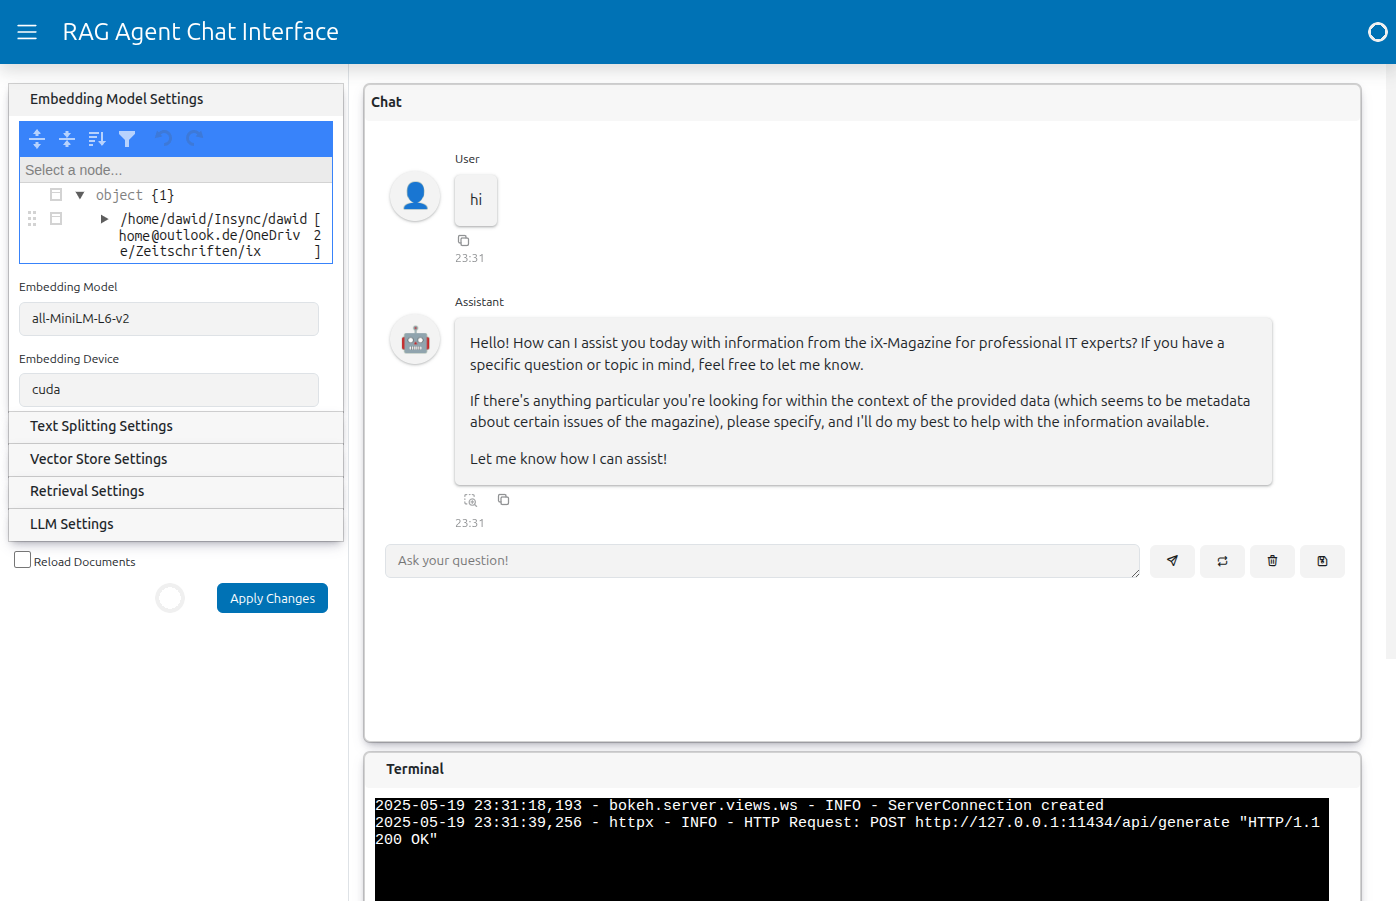 RAG Agent Chat Interface
Embedding Model Settings
Select a node...
object {1}
/home/dawid/Insync/dawid [
home@outlook.de/OneDriv 2
e/Zeitschriften/ix ]
Embedding Model
all-MiniLM-L6-v2
Embedding Device
cuda
Text Splitting Settings
Vector Store Settings
Retrieval Settings
LLM Settings
Reload Documents
Apply Changes
Chat
User
hi
23:31
Assistant
Hello! How can I assist you today with information from the iX-Magazine for professional IT experts? If you have a
specific question or topic in mind, feel free to let me know.
If there's anything particular you're looking for within the context of the provided data (which seems to be metadata
about certain issues of the magazine), please specify, and I'll do my best to help with the information available.
Let me know how I can assist!
23:31
Ask your question!
Terminal
2025-05-19 23:31:18,193 - bokeh.server.views.ws - INFO - ServerConnection created
2025-05-19 23:31:39,256 - httpx - INFO - HTTP Request: POST http://127.0.0.1:11434/api/generate "HTTP/1.1
200 OK"